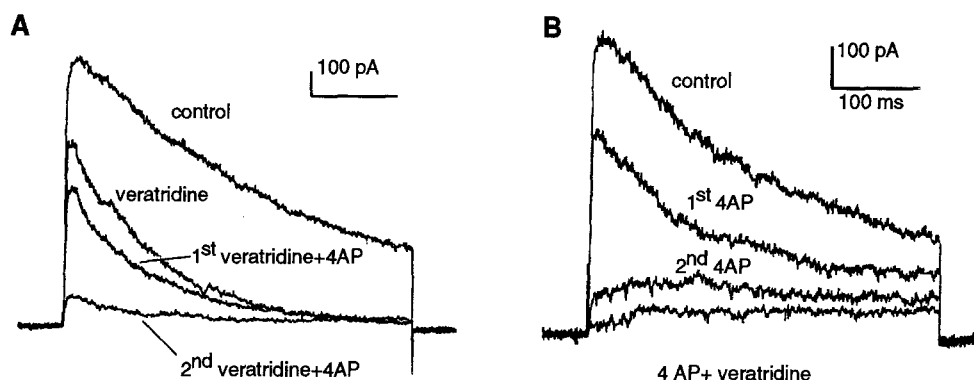 A
100 pA
control
veratridine
1st veratridine+4AP
2nd veratridine+4AP
B
100 pA
100 ms
control
1st 4AP
2nd 4AP
4 AP+ veratridine